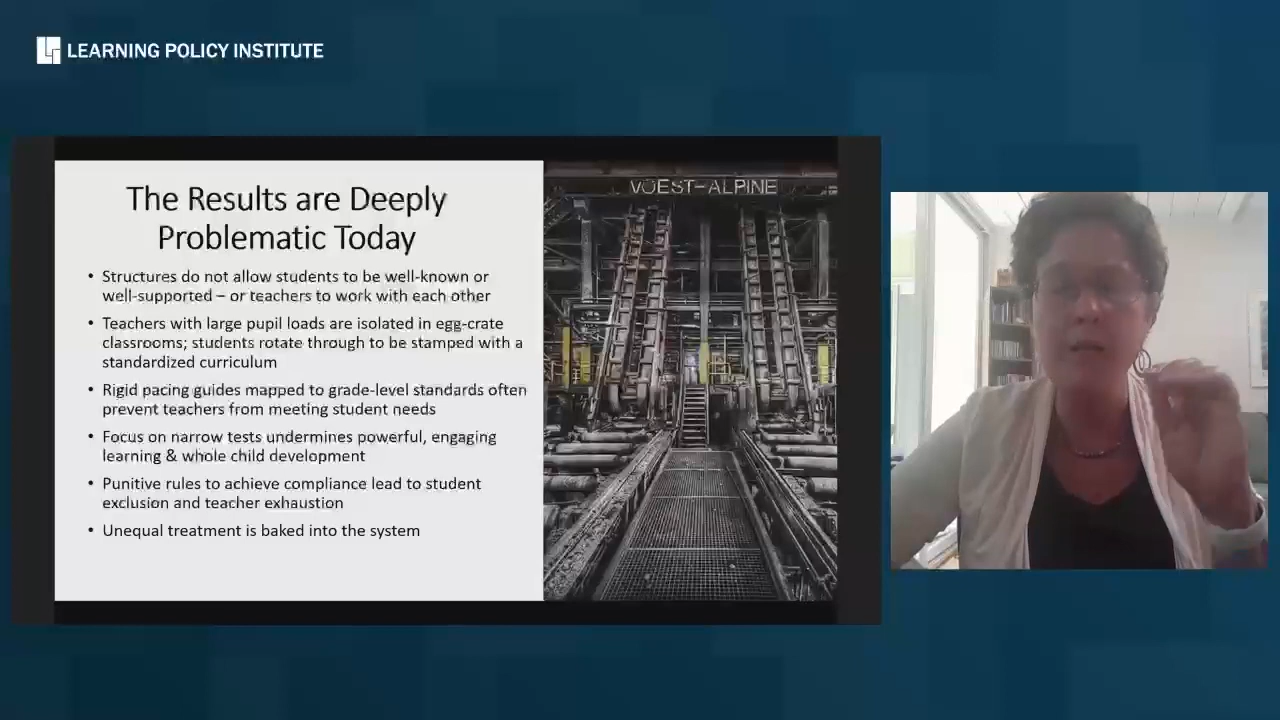 LEARNING POLICY INSTITUTE
The Results are Deeply
Problematic Today
• Structures do not allow students to be well-known or
well-supported – or teachers to work with each other
• Teachers with large pupil loads are isolated in egg-crate
classrooms; students rotate through to be stamped with a
standardized curriculum
• Rigid pacing guides mapped to grade-level standards often
prevent teachers from meeting student needs
• Focus on narrow tests undermines powerful, engaging
learning & whole child development
• Punitive rules to achieve compliance lead to student
exclusion and teacher exhaustion
• Unequal treatment is baked into the system
VOEST-ALPINE